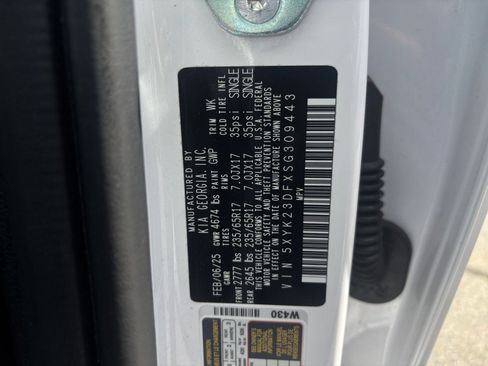 MANUFACTURED BY
KIA GEORGIA, INC. TRIM WK
FEB/06/25 GVWR 4674 lbs PAINT GWP
GAWR TIRES RIMS COLD TIRE INFL
FRONT 2777 lbs 235/65R17 7.0JX17 35psi SINGLE
REAR 2645 lbs 235/65R17 7.0JX17 35psi SINGLE
THIS VEHICLE CONFORMS TO ALL APPLICABLE U.S.A. FEDERAL
MOTOR VEHICLE SAFETY AND THEFT PREVENTION STANDARDS
IN EFFECT ON THE DATE OF MANUFACTURE SHOWN ABOVE
MPV
VIN 5XYK23DFXSG309443
W430